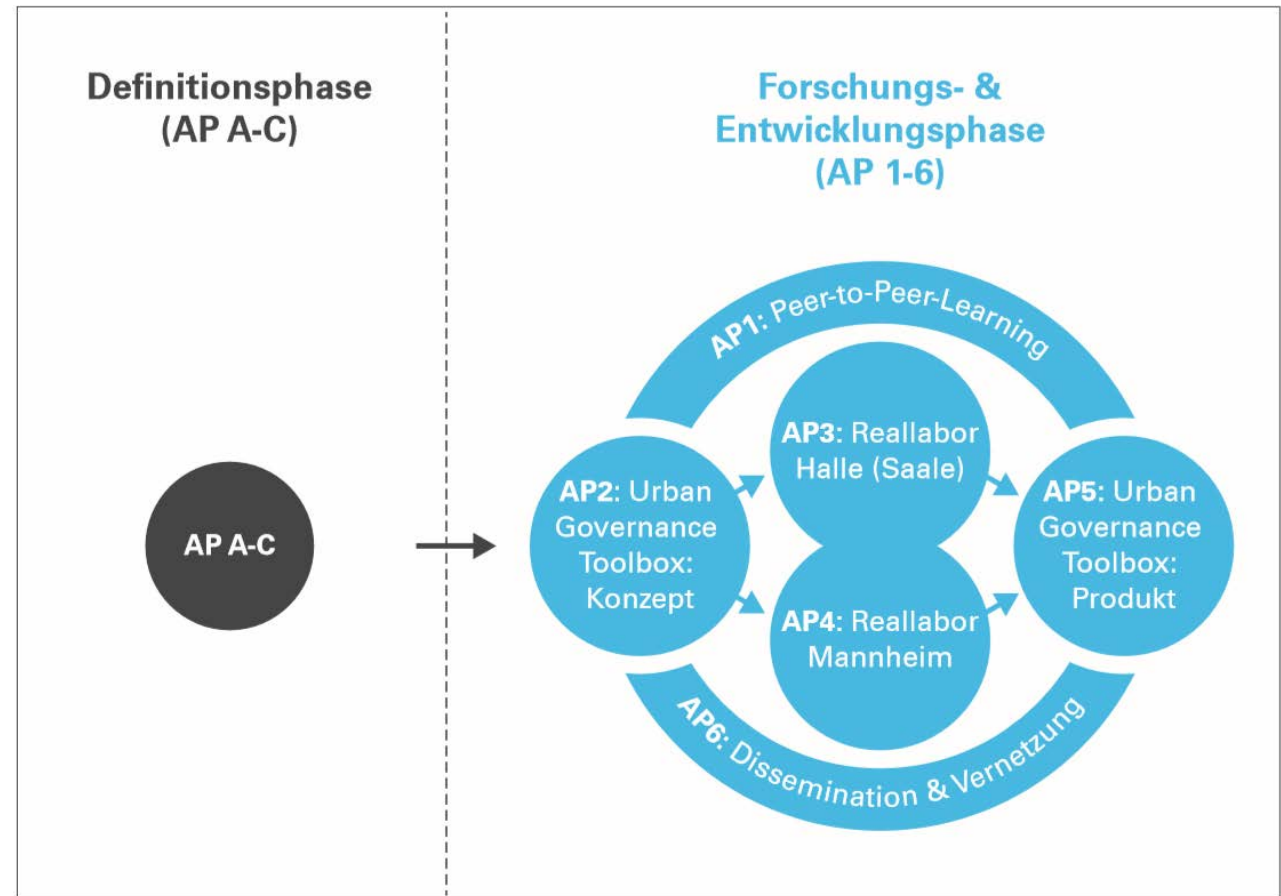 Definitionsphase
(AP A-C)
Forschungs- &
Entwicklungsphase
(AP 1-6)
AP A-C
AP1: Peer-to-Peer-Learning
AP2: Urban
Governance
Toolbox:
Konzept
AP3: Reallabor
Halle (Saale)
AP4: Reallabor
Mannheim
AP5: Urban
Governance
Toolbox:
Produkt
AP6: Dissemination & Vernetzung